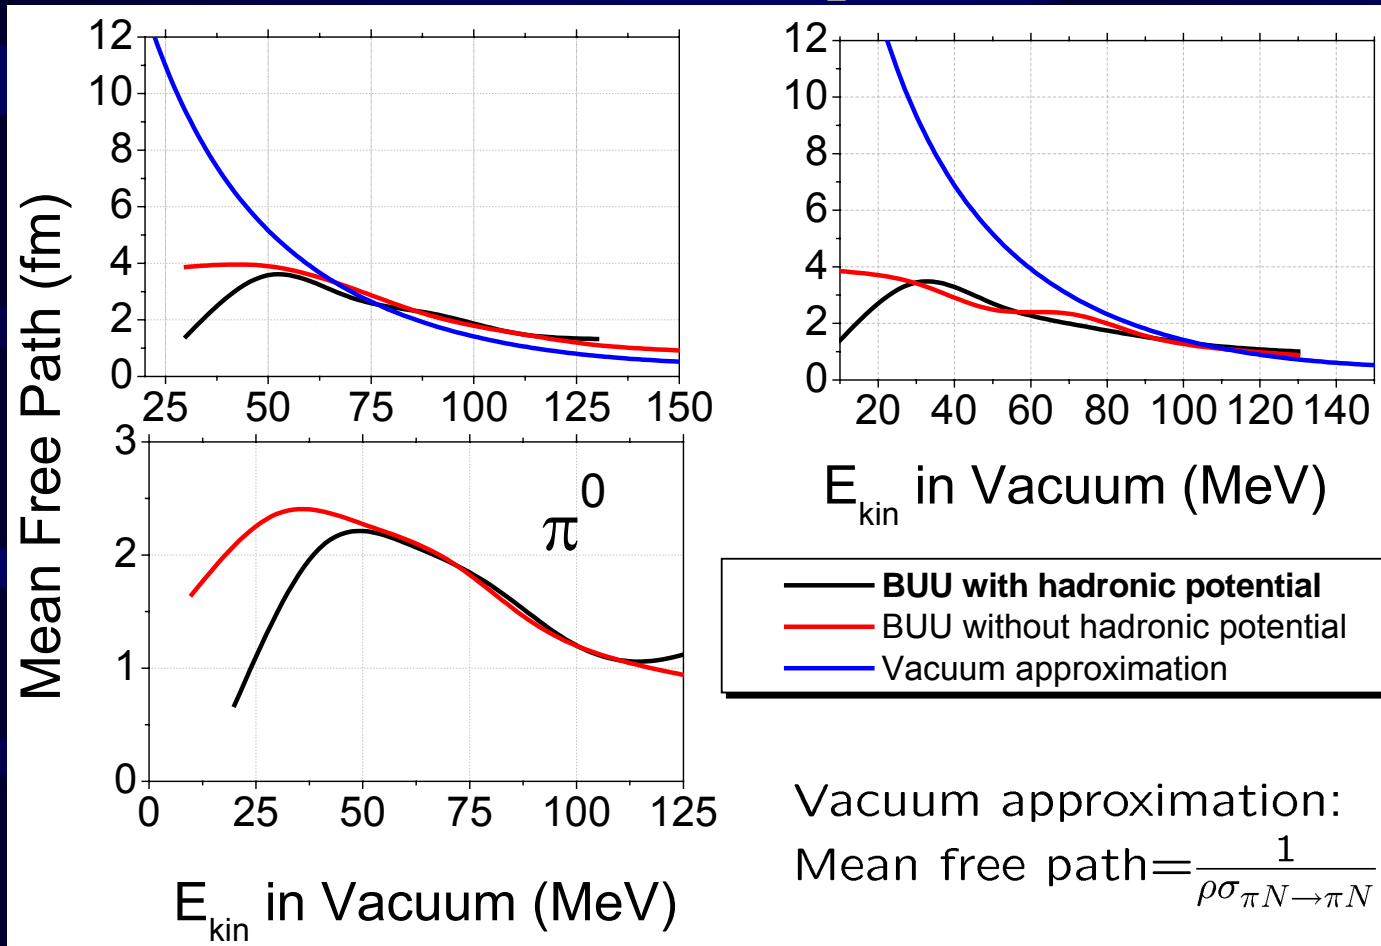 12
10
8
6
4
2
0
25 50 75 100 125 150
12
10
8
6
4
2
0
20 40 60 80 100 120 140
Mean Free Path (fm)
3
2
1
0
0 25 50 75 100 125
π0
E_kin in Vacuum (MeV)
E_kin in Vacuum (MeV)
BUU with hadronic potential
BUU without hadronic potential
Vacuum approximation
Vacuum approximation:
Mean free path=1/ρσ_πN→πN